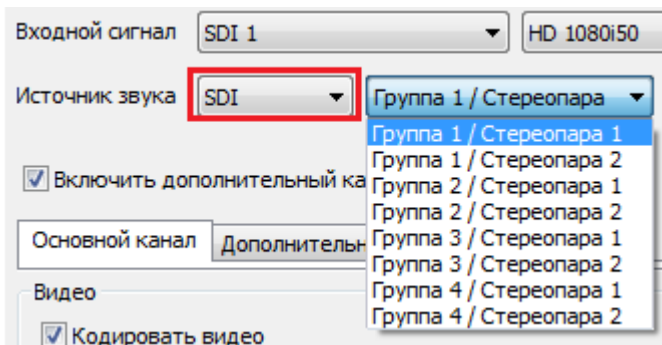 Входной сигнал SDI 1 HD 1080i50
Источник звука SDI Группа 1 / Стереопара
Группа 1 / Стереопара 1
Группа 1 / Стереопара 2
Включить дополнительный ка
Группа 2 / Стереопара 1
Группа 2 / Стереопара 2
Основной канал Дополнительн
Группа 3 / Стереопара 1
Группа 3 / Стереопара 2
Видео
Группа 4 / Стереопара 1
Группа 4 / Стереопара 2
Кодировать видео